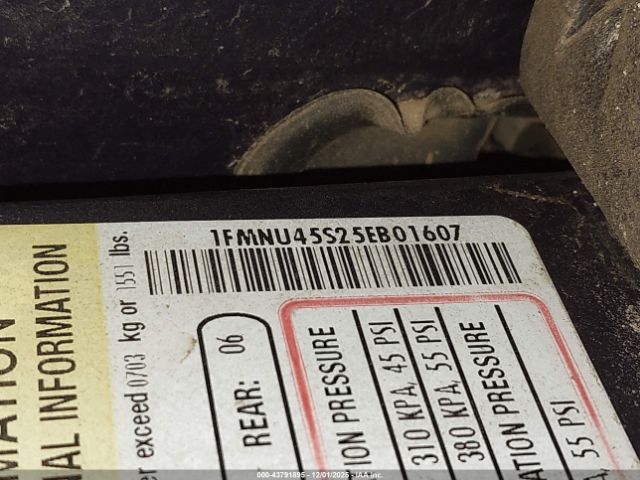 1FMNU45S25EB01607
MATION
NAL INFORMATION
er exceed 0703 kg or 1551 lbs.
REAR: 06
ION PRESSURE
310 KPA, 45 PSI
380 KPA, 55 PSI
ATION PRESSURE
A, 55 PSI
000-43791895 12/01/2025 - IAA Inc.